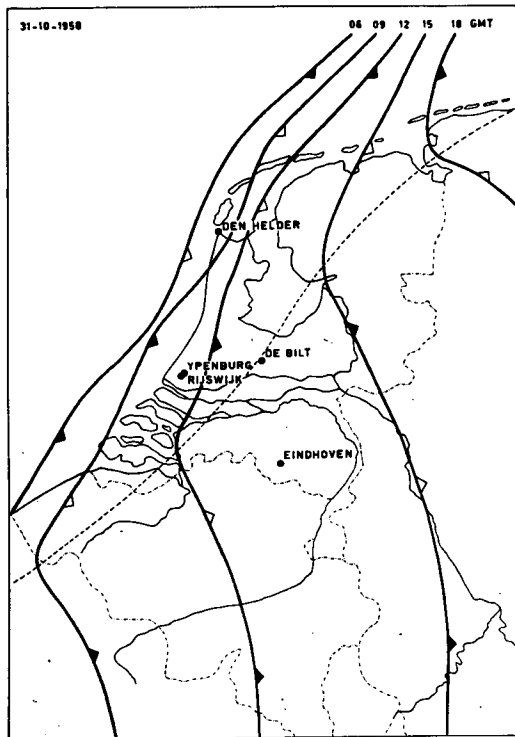 31-10-1958
06 09 12 15 18 GMT
DEN HELDER
DE BILT
YPENBURG
RIJSWIJK
EINDHOVEN